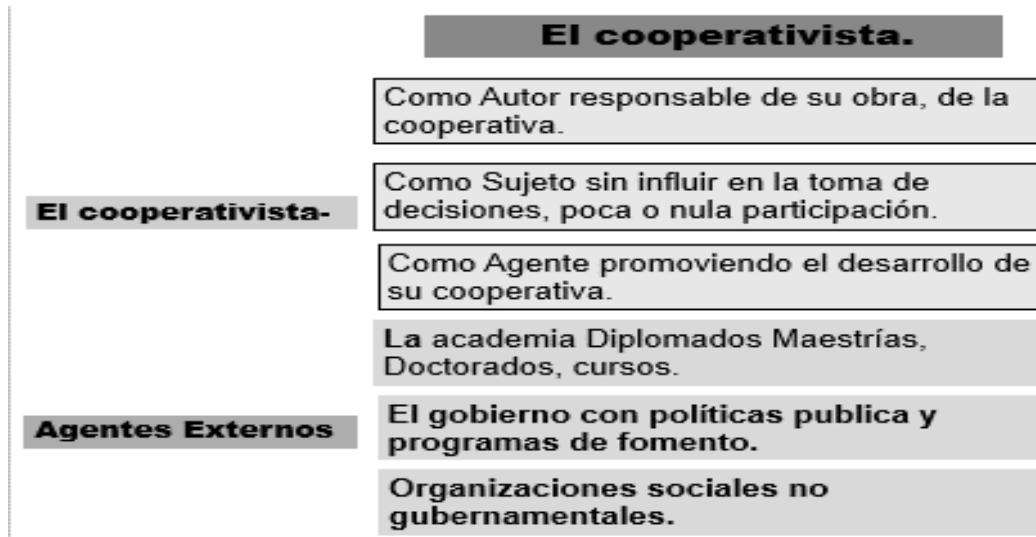 El cooperativista.
Como Autor responsable de su obra, de la
cooperativa.
El cooperativista-
Como Sujeto sin influir en la toma de
decisiones, poca o nula participación.
Como Agente promoviendo el desarrollo de
su cooperativa.
La academia Diplomados Maestrías,
Doctorados, cursos.
Agentes Externos
El gobierno con políticas publica y
programas de fomento.
Organizaciones sociales no
gubernamentales.